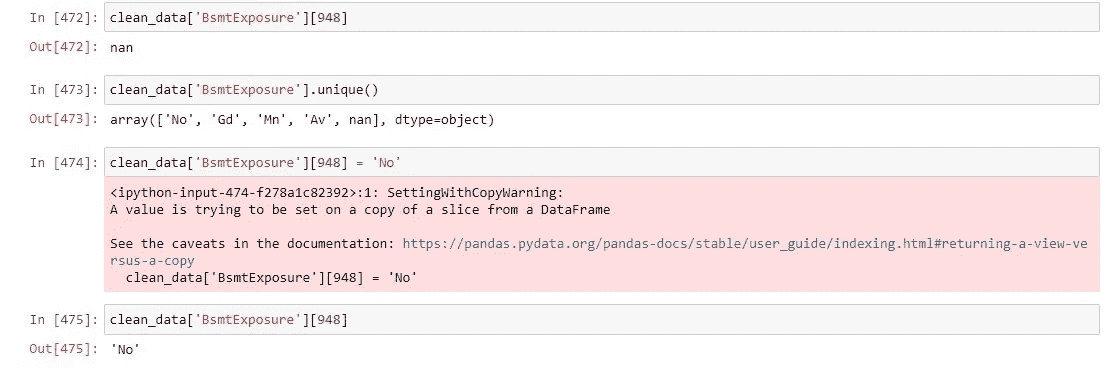 In [472]: clean_data['BsmtExposure'][948]
Out[472]: nan
In [473]: clean_data['BsmtExposure'].unique()
Out[473]: array(['No', 'Gd', 'Mn', 'Av', nan], dtype=object)
In [474]: clean_data['BsmtExposure'][948] = 'No'
<ipython-input-474-f278a1c82392>:1: SettingWithCopyWarning:
A value is trying to be set on a copy of a slice from a DataFrame
See the caveats in the documentation: https://pandas.pydata.org/pandas-docs/stable/user_guide/indexing.html#returning-a-view-ve
rsus-a-copy
  clean_data['BsmtExposure'][948] = 'No'
In [475]: clean_data['BsmtExposure'][948]
Out[475]: 'No'